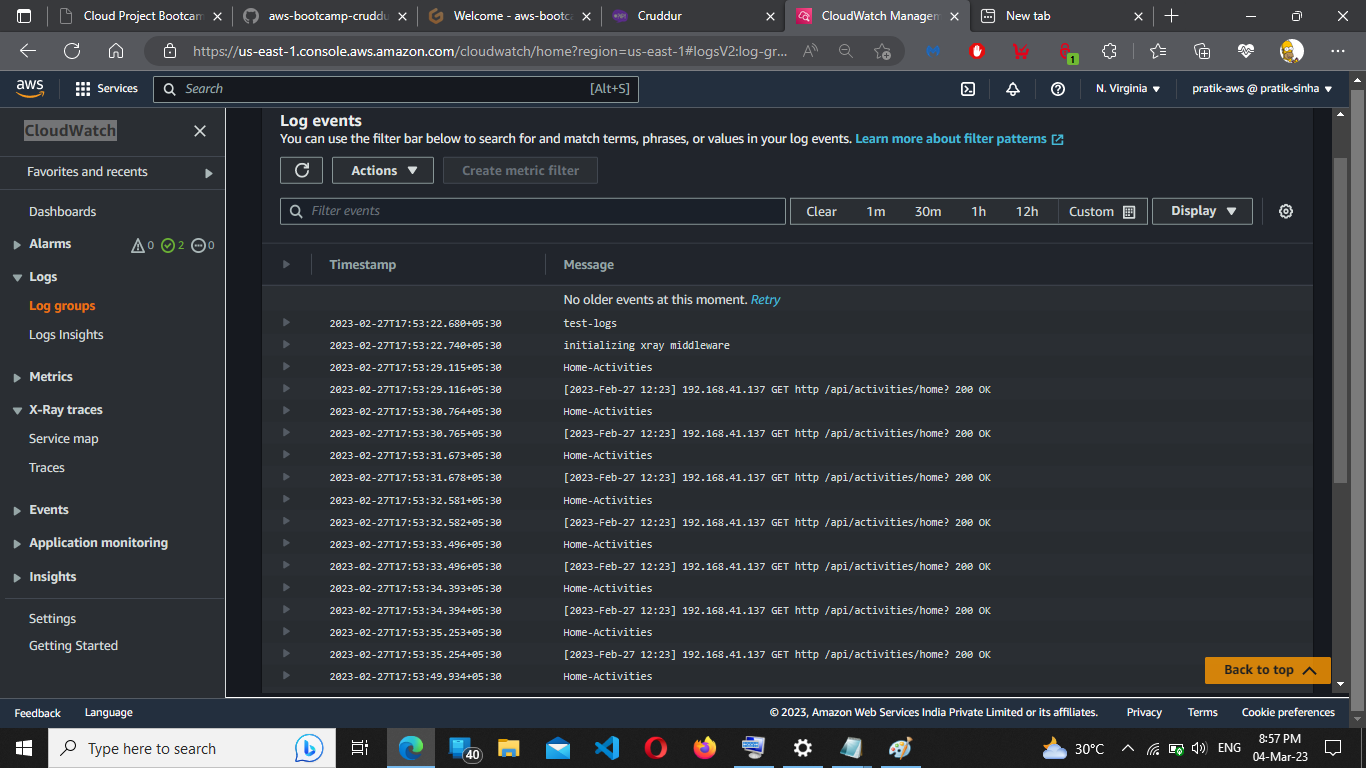 Cloud Project Bootcam
aws-bootcamp-cruddu
Welcome - aws-bootca
Cruddur
CloudWatch Managem
New tab
https://us-east-1.console.aws.amazon.com/cloudwatch/home?region=us-east-1#logsV2:log-gr...
1
aws
Services
Search
[Alt+S]
N. Virginia
pratik-aws @ pratik-sinha
CloudWatch
Favorites and recents
Dashboards
Alarms 0 2 0
Logs
Log groups
Logs Insights
Metrics
X-Ray traces
Service map
Traces
Events
Application monitoring
Insights
Settings
Getting Started
Log events
You can use the filter bar below to search for and match terms, phrases, or values in your log events. Learn more about filter patterns
Actions
Create metric filter
Filter events
Clear 1m 30m 1h 12h Custom
Display
Timestamp Message
No older events at this moment. Retry
2023-02-27T17:53:22.680+05:30 test-logs
2023-02-27T17:53:22.740+05:30 initializing xray middleware
2023-02-27T17:53:29.115+05:30 Home-Activities
2023-02-27T17:53:29.116+05:30 [2023-Feb-27 12:23] 192.168.41.137 GET http /api/activities/home? 200 OK
2023-02-27T17:53:30.764+05:30 Home-Activities
2023-02-27T17:53:30.765+05:30 [2023-Feb-27 12:23] 192.168.41.137 GET http /api/activities/home? 200 OK
2023-02-27T17:53:31.673+05:30 Home-Activities
2023-02-27T17:53:31.678+05:30 [2023-Feb-27 12:23] 192.168.41.137 GET http /api/activities/home? 200 OK
2023-02-27T17:53:32.581+05:30 Home-Activities
2023-02-27T17:53:32.582+05:30 [2023-Feb-27 12:23] 192.168.41.137 GET http /api/activities/home? 200 OK
2023-02-27T17:53:33.496+05:30 Home-Activities
2023-02-27T17:53:33.496+05:30 [2023-Feb-27 12:23] 192.168.41.137 GET http /api/activities/home? 200 OK
2023-02-27T17:53:34.393+05:30 Home-Activities
2023-02-27T17:53:34.394+05:30 [2023-Feb-27 12:23] 192.168.41.137 GET http /api/activities/home? 200 OK
2023-02-27T17:53:35.253+05:30 Home-Activities
2023-02-27T17:53:35.254+05:30 [2023-Feb-27 12:23] 192.168.41.137 GET http /api/activities/home? 200 OK
2023-02-27T17:53:49.934+05:30 Home-Activities
Back to top
Feedback Language © 2023, Amazon Web Services India Private Limited or its affiliates. Privacy Terms Cookie preferences
Type here to search
40
30°C
ENG
8:57 PM
04-Mar-23